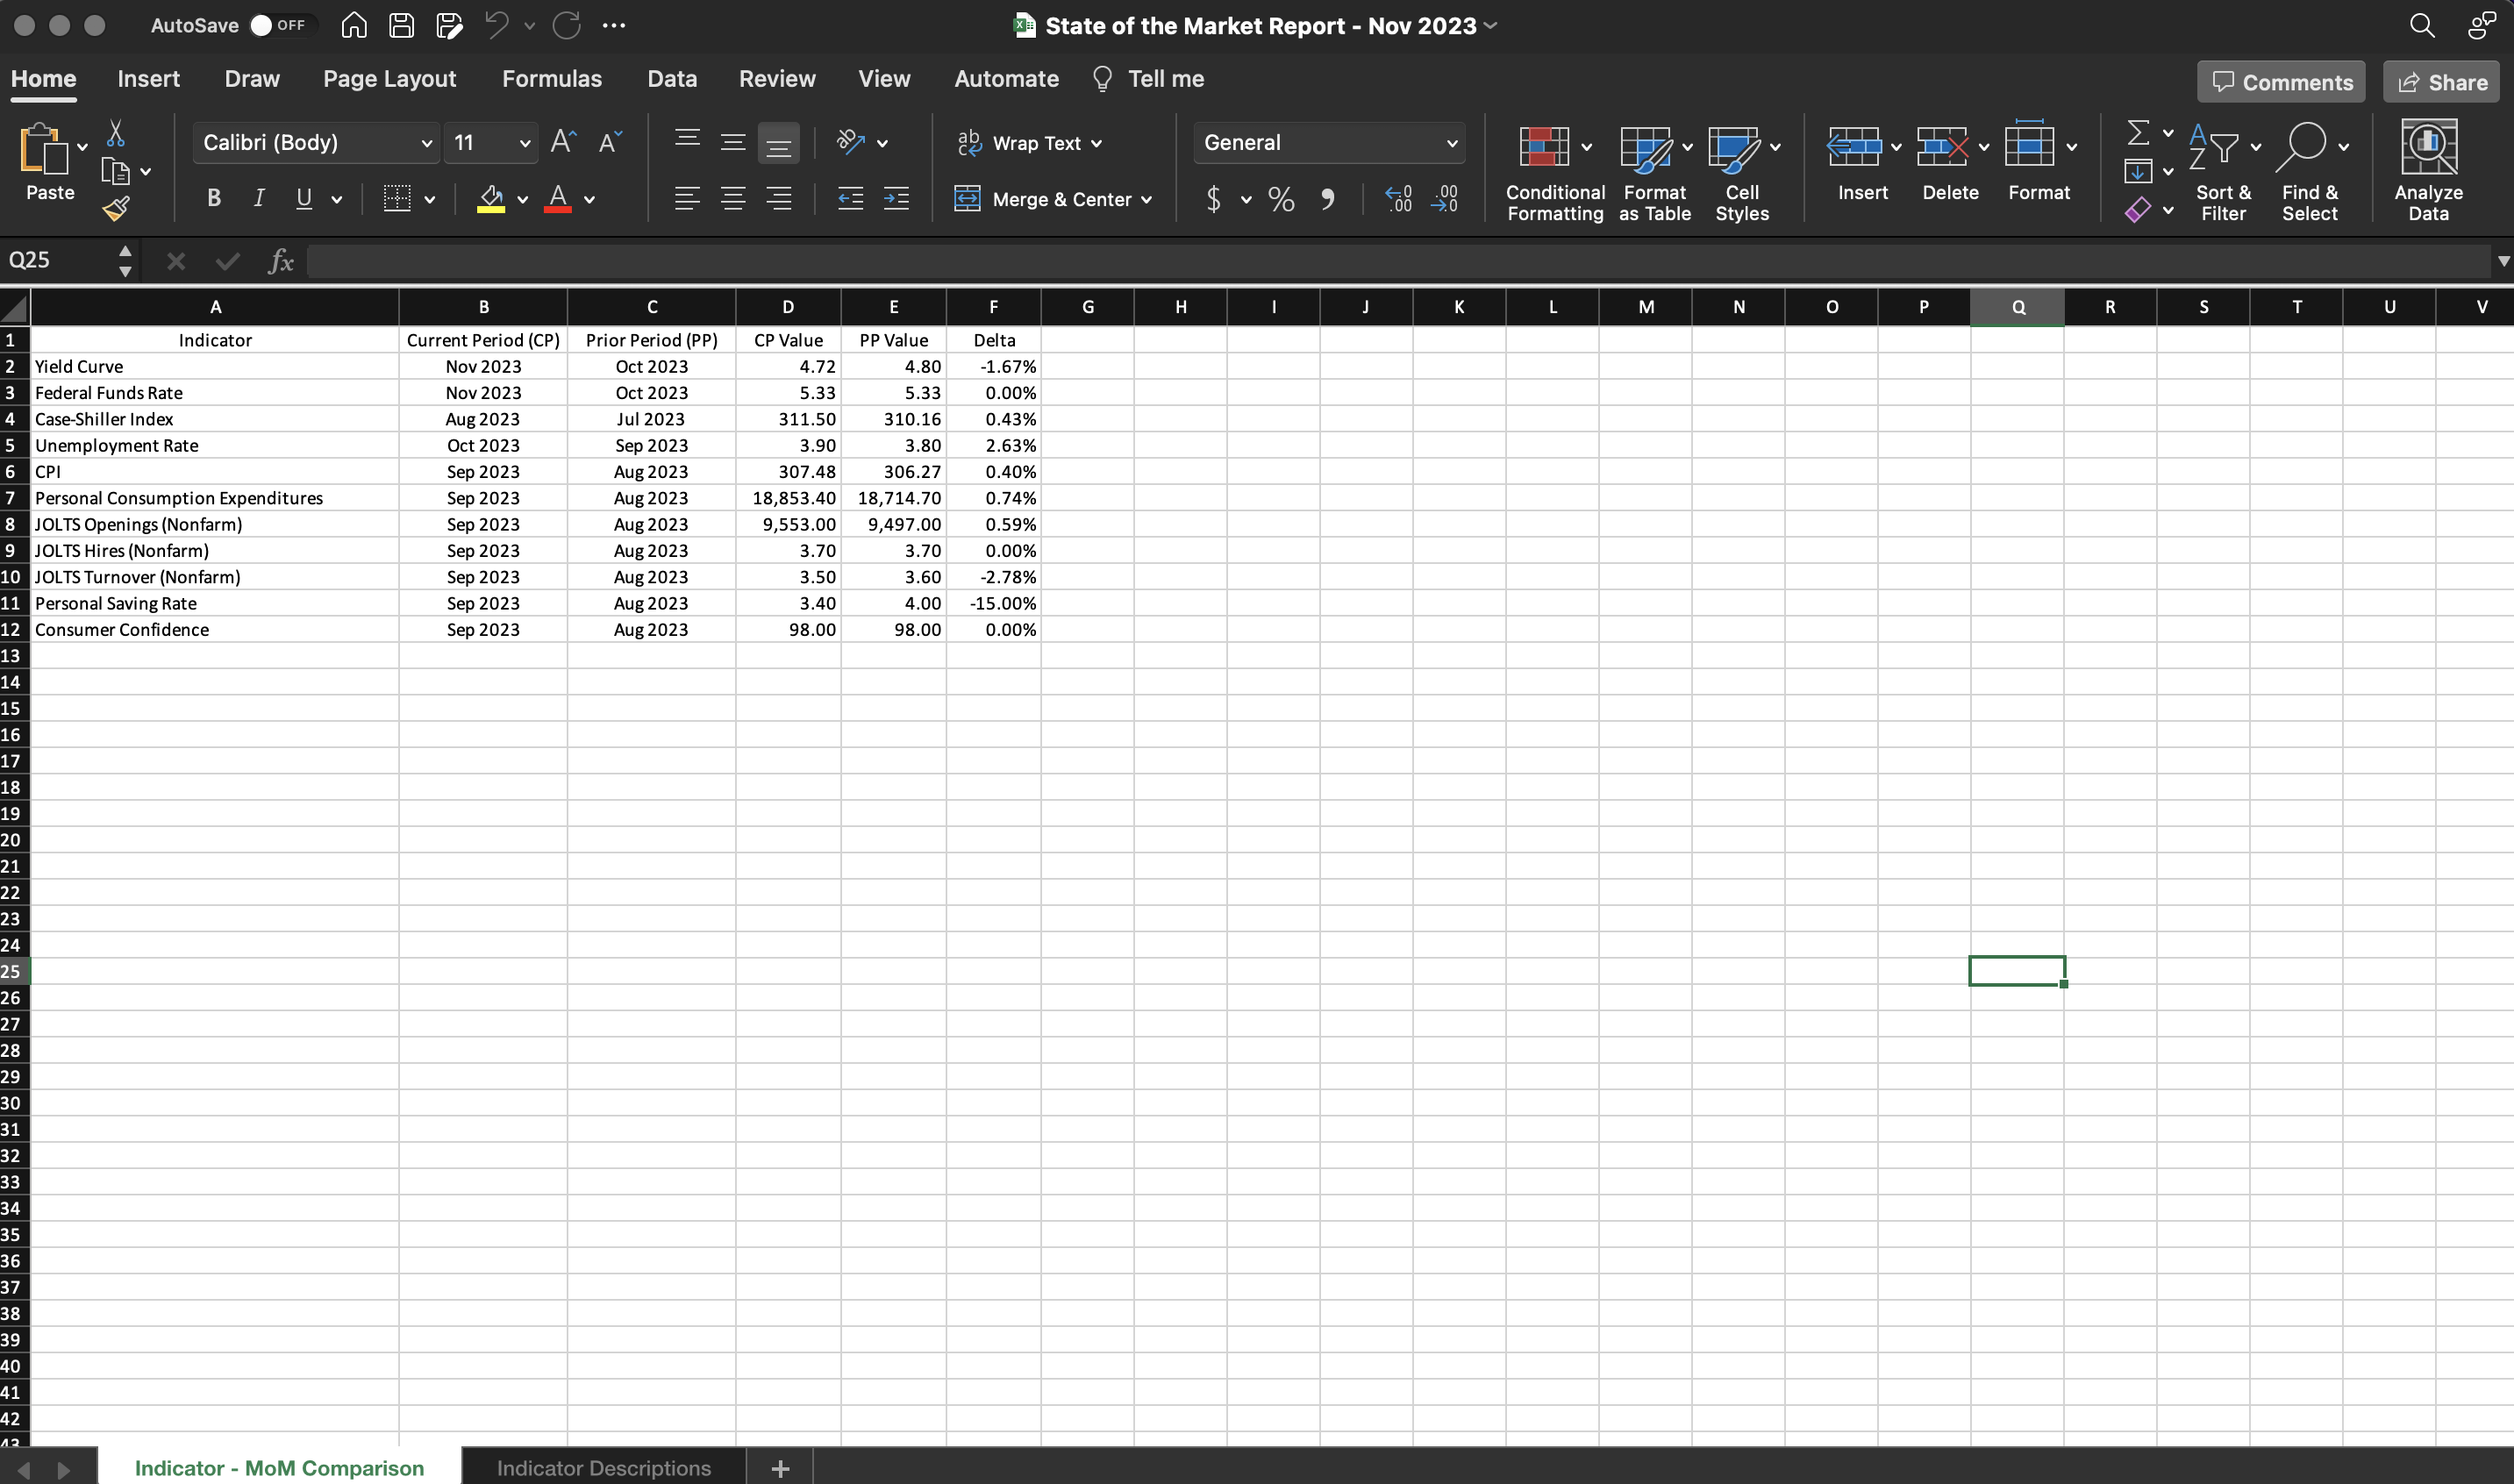 AutoSave OFF State of the Market Report - Nov 2023
Home Insert Draw Page Layout Formulas Data Review View Automate Tell me Comments Share
Calibri (Body) 11 Wrap Text General
Paste B I U Merge & Center $ % Conditional Formatting Format as Table Cell Styles Insert Delete Format Sort & Filter Find & Select Analyze Data
Q25 fx
A B C D E F G H I J K L M N O P Q R S T U V
1 Indicator Current Period (CP) Prior Period (PP) CP Value PP Value Delta
2 Yield Curve Nov 2023 Oct 2023 4.72 4.80 -1.67%
3 Federal Funds Rate Nov 2023 Oct 2023 5.33 5.33 0.00%
4 Case-Shiller Index Aug 2023 Jul 2023 311.50 310.16 0.43%
5 Unemployment Rate Oct 2023 Sep 2023 3.90 3.80 2.63%
6 CPI Sep 2023 Aug 2023 307.48 306.27 0.40%
7 Personal Consumption Expenditures Sep 2023 Aug 2023 18,853.40 18,714.70 0.74%
8 JOLTS Openings (Nonfarm) Sep 2023 Aug 2023 9,553.00 9,497.00 0.59%
9 JOLTS Hires (Nonfarm) Sep 2023 Aug 2023 3.70 3.70 0.00%
10 JOLTS Turnover (Nonfarm) Sep 2023 Aug 2023 3.50 3.60 -2.78%
11 Personal Saving Rate Sep 2023 Aug 2023 3.40 4.00 -15.00%
12 Consumer Confidence Sep 2023 Aug 2023 98.00 98.00 0.00%
13
14
15
16
17
18
19
20
21
22
23
24
25
26
27
28
29
30
31
32
33
34
35
36
37
38
39
40
41
42
43
Indicator - MoM Comparison Indicator Descriptions +